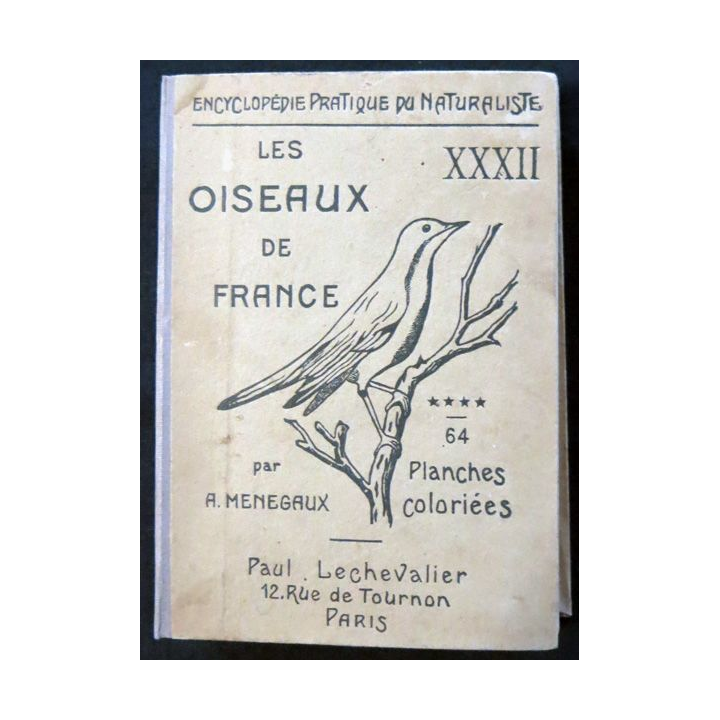 ENCYCLOPÉDIE PRATIQUE DU NATURALISTE
XXXII
LES
OISEAUX
DE
FRANCE
★★★★
64
Planches
coloriées
par
A. MENEGAUX
Paul Lechevalier
12. Rue de Tournon
PARIS